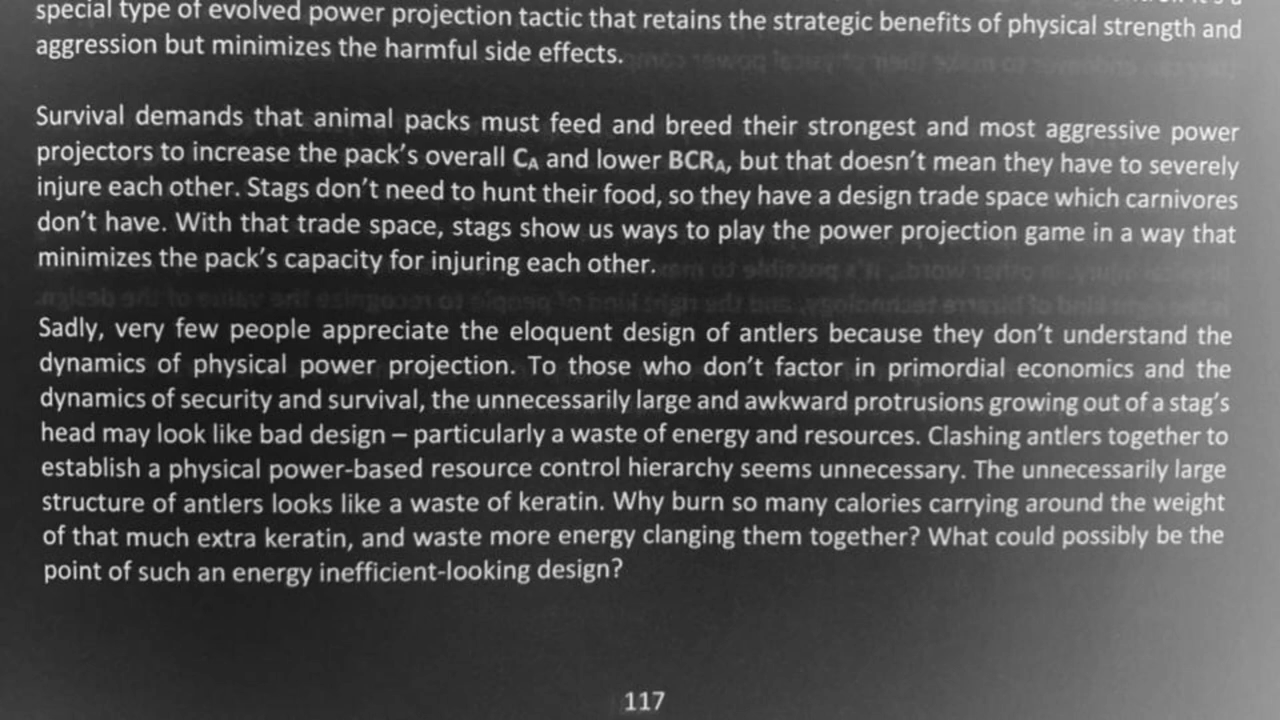 special type of evolved power projection tactic that retains the strategic benefits of physical strength and
aggression but minimizes the harmful side effects.
Survival demands that animal packs must feed and breed their strongest and most aggressive power
projectors to increase the pack's overall CA and lower BCRA, but that doesn't mean they have to severely
injure each other. Stags don't need to hunt their food, so they have a design trade space which carnivores
don't have. With that trade space, stags show us ways to play the power projection game in a way that
minimizes the pack's capacity for injuring each other.
Sadly, very few people appreciate the eloquent design of antlers because they don't understand the
dynamics of physical power projection. To those who don't factor in primordial economics and the
dynamics of security and survival, the unnecessarily large and awkward protrusions growing out of a stag's
head may look like bad design – particularly a waste of energy and resources. Clashing antlers together to
establish a physical power-based resource control hierarchy seems unnecessary. The unnecessarily large
structure of antlers looks like a waste of keratin. Why burn so many calories carrying around the weight
of that much extra keratin, and waste more energy clanging them together? What could possibly be the
point of such an energy inefficient-looking design?
117